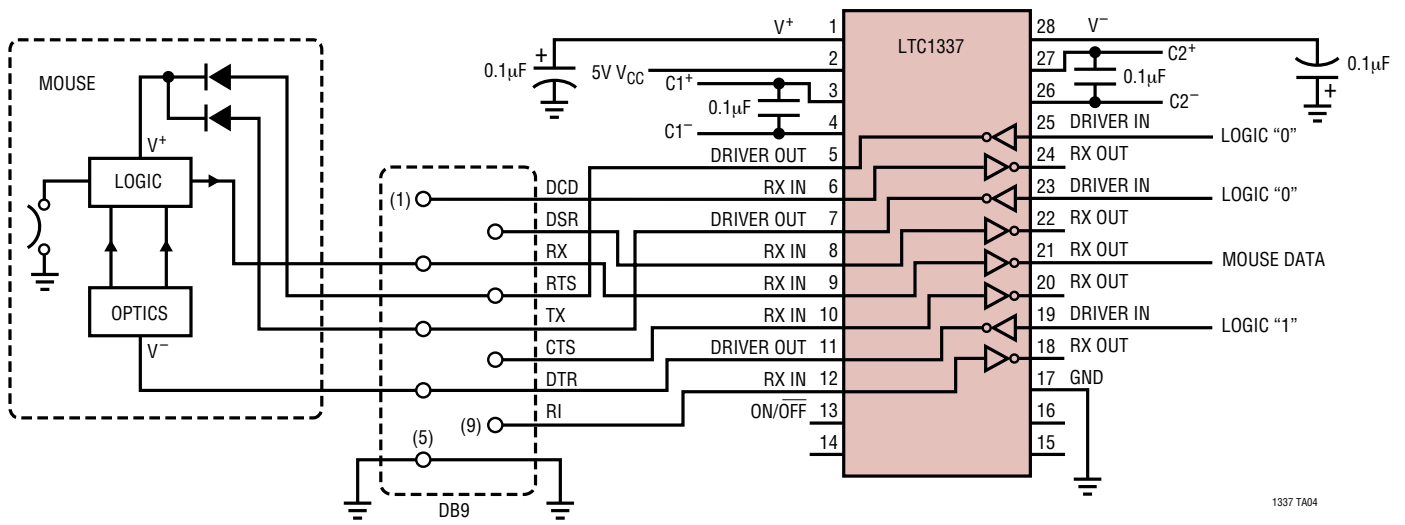 MOUSE
V+
LOGIC
OPTICS
V–
(1)
(9)
(5)
DB9
DCD
DSR
RX
RTS
TX
CTS
DTR
RI
+
0.1µF
5V VCC
C1+
0.1µF
C1–
V+ 1
2
3
4
DRIVER OUT 5
RX IN 6
DRIVER OUT 7
RX IN 8
RX IN 9
RX IN 10
DRIVER OUT 11
RX IN 12
ON/OFF 13
14
LTC1337
28 V–
27
26
25 DRIVER IN
24 RX OUT
23 DRIVER IN
22 RX OUT
21 RX OUT
20 RX OUT
19 DRIVER IN
18 RX OUT
17 GND
16
15
C2+
0.1µF
C2–
0.1µF
+
LOGIC “0”
LOGIC “0”
MOUSE DATA
LOGIC “1”
1337 TA04